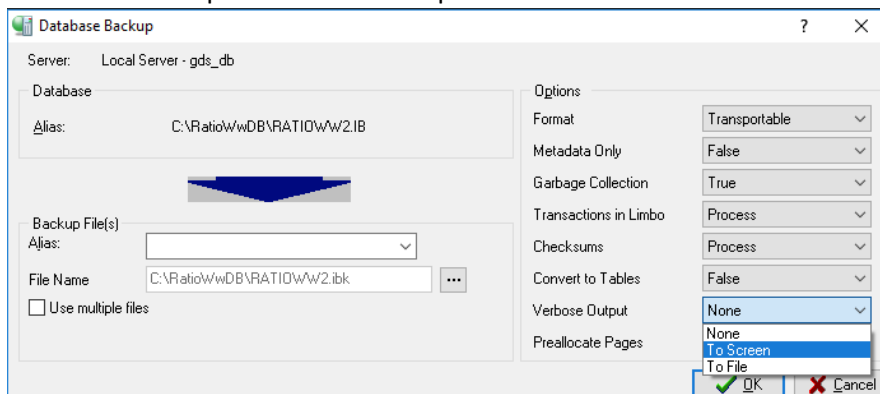 Database Backup ? ×
Server: Local Server - gds_db
Database
Alias: C:\RatioWwDB\RATIOWW2.IB
Backup File(s)
Alias:
File Name C:\RatioWwDB\RATIOWW2.ibk ...
Use multiple files
Options
Format Transportable
Metadata Only False
Garbage Collection True
Transactions in Limbo Process
Checksums Process
Convert to Tables False
Verbose Output None
None
To Screen
To File
Preallocate Pages
OK Cancel